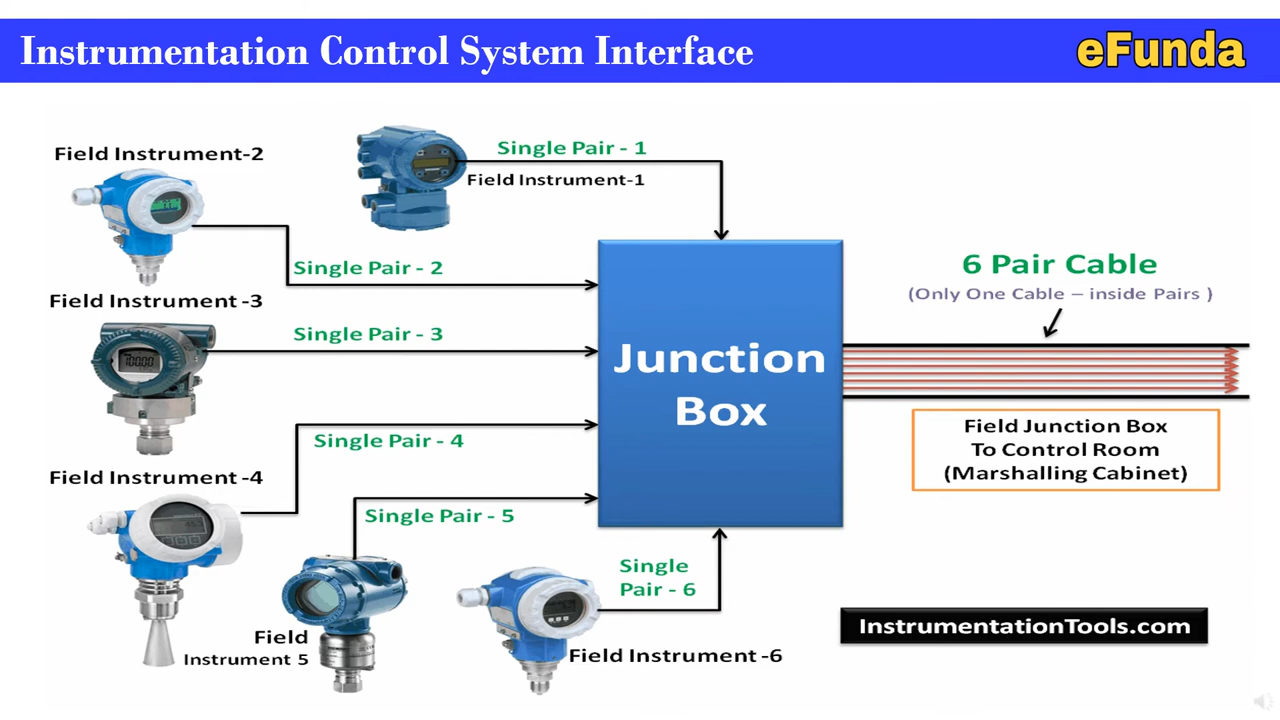 Instrumentation Control System Interface
eFunda
Field Instrument-2
Single Pair - 1
Field Instrument-1
Single Pair - 2
6 Pair Cable
(Only One Cable – inside Pairs )
Field Instrument -3
Single Pair - 3
Junction
Box
Single Pair - 4
Field Junction Box
To Control Room
(Marshalling Cabinet)
Field Instrument -4
Single Pair - 5
Single
Pair - 6
Field
Instrument 5
Field Instrument -6
InstrumentationTools.com